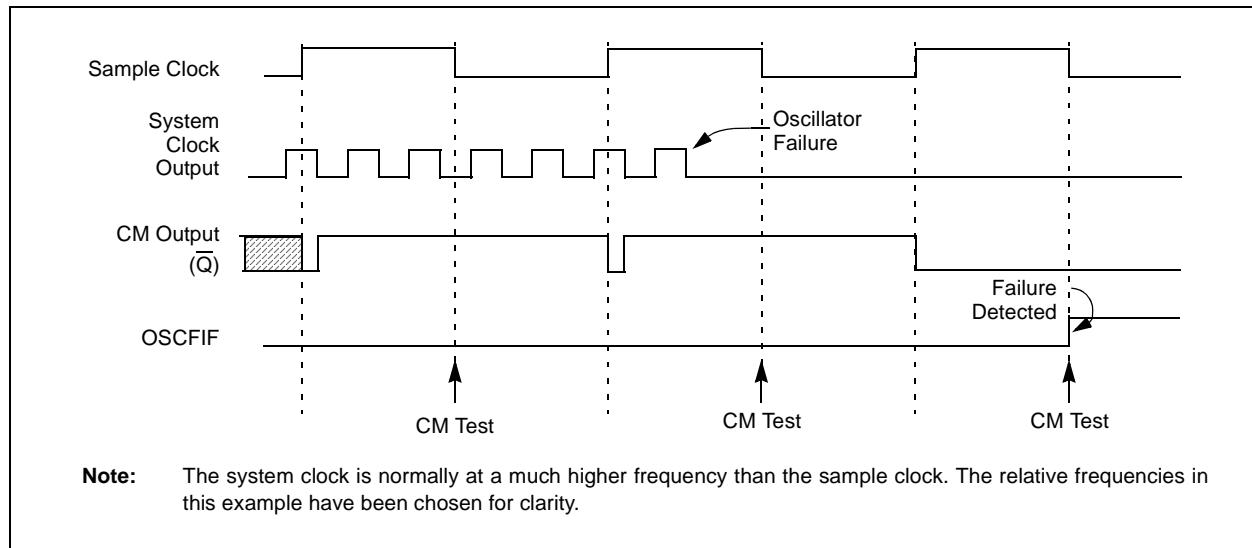 Sample Clock
System
Clock
Output
Oscillator
Failure
CM Output
(Q̅)
Failure
Detected
OSCFIF
CM Test
CM Test
CM Test
Note: The system clock is normally at a much higher frequency than the sample clock. The relative frequencies in
this example have been chosen for clarity.